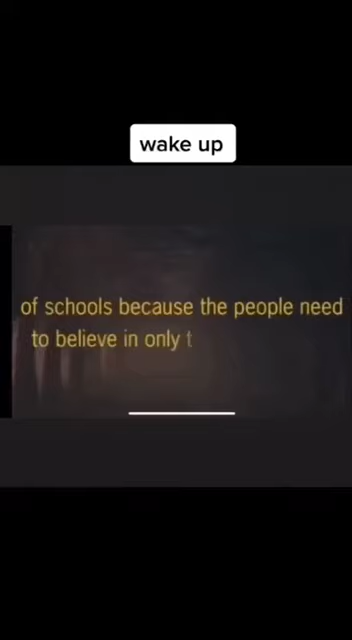 wake up
of schools because the people need
to believe in only t